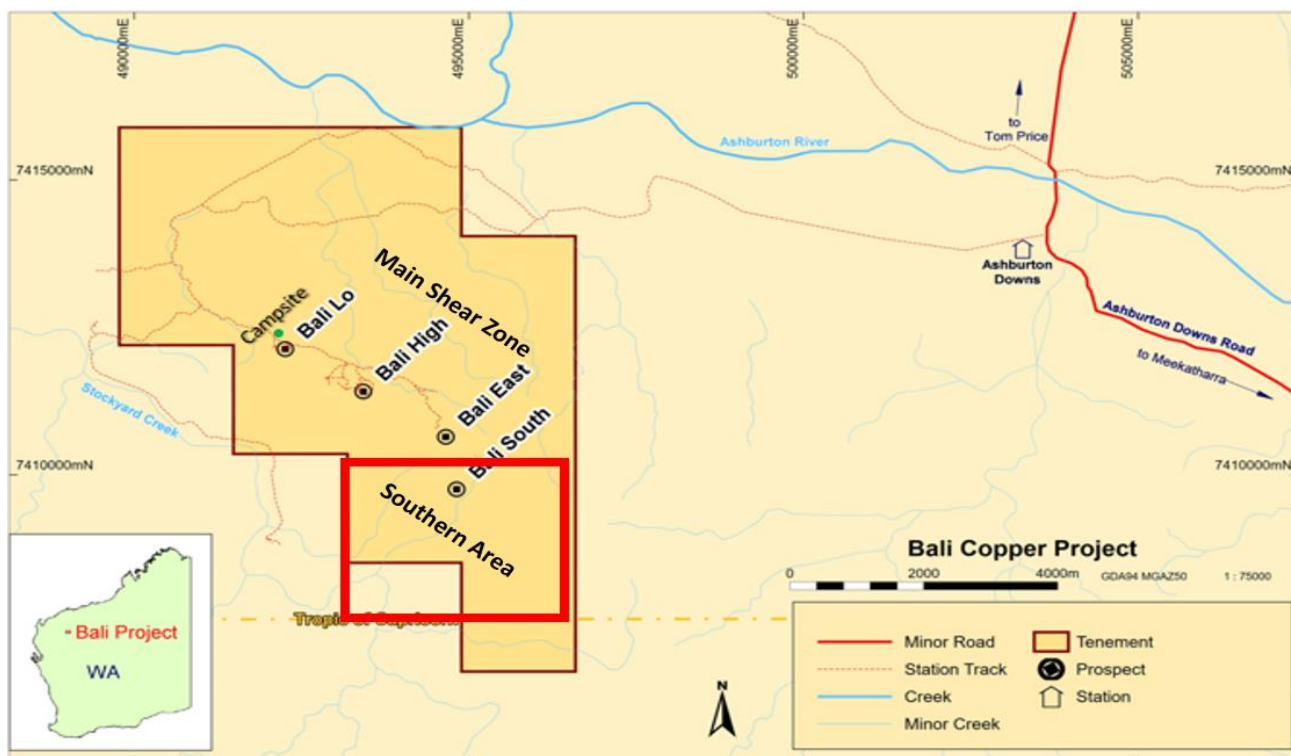 490000mE
495000mE
500000mE
505000mE
to
Tom Price
Ashburton River
7415000mN
7415000mN
Ashburton
Downs
Main Shear Zone
Campsite
Bali Lo
Bali High
Ashburton Downs Road
to Meekatharra
Bali East
Stockyard Creek
Bali South
7410000mN
7410000mN
Southern Area
Bali Copper Project
0 2000 4000m GDA94 MGAZ50 1 : 75000
Tropic of Capricorn
Bali Project
WA
N
Minor Road
Station Track
Creek
Minor Creek
Tenement
Prospect
Station